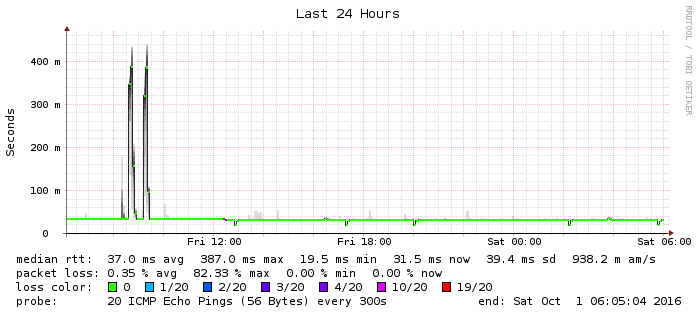 Last 24 Hours
RRDTOOL / TOBI OETIKER
Seconds
400 m
300 m
200 m
100 m
0
Fri 12:00 Fri 18:00 Sat 00:00 Sat 06:00
median rtt: 37.0 ms avg 387.0 ms max 19.5 ms min 31.5 ms now 39.4 ms sd 938.2 m am/s
packet loss: 0.35 % avg 82.33 % max 0.00 % min 0.00 % now
loss color: 0 1/20 2/20 3/20 4/20 10/20 19/20
probe: 20 ICMP Echo Pings (56 Bytes) every 300s end: Sat Oct 1 06:05:04 2016